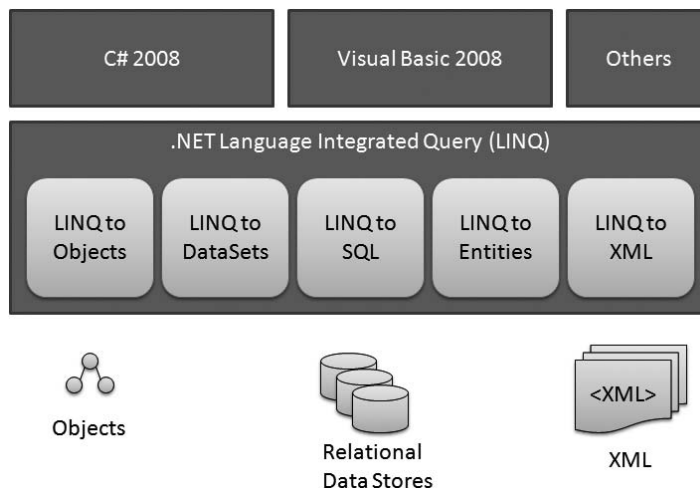 C# 2008
Visual Basic 2008
Others
.NET Language Integrated Query (LINQ)
LINQ to
Objects
LINQ to
DataSets
LINQ to
SQL
LINQ to
Entities
LINQ to
XML
Objects
Relational
Data Stores
<XML>
XML